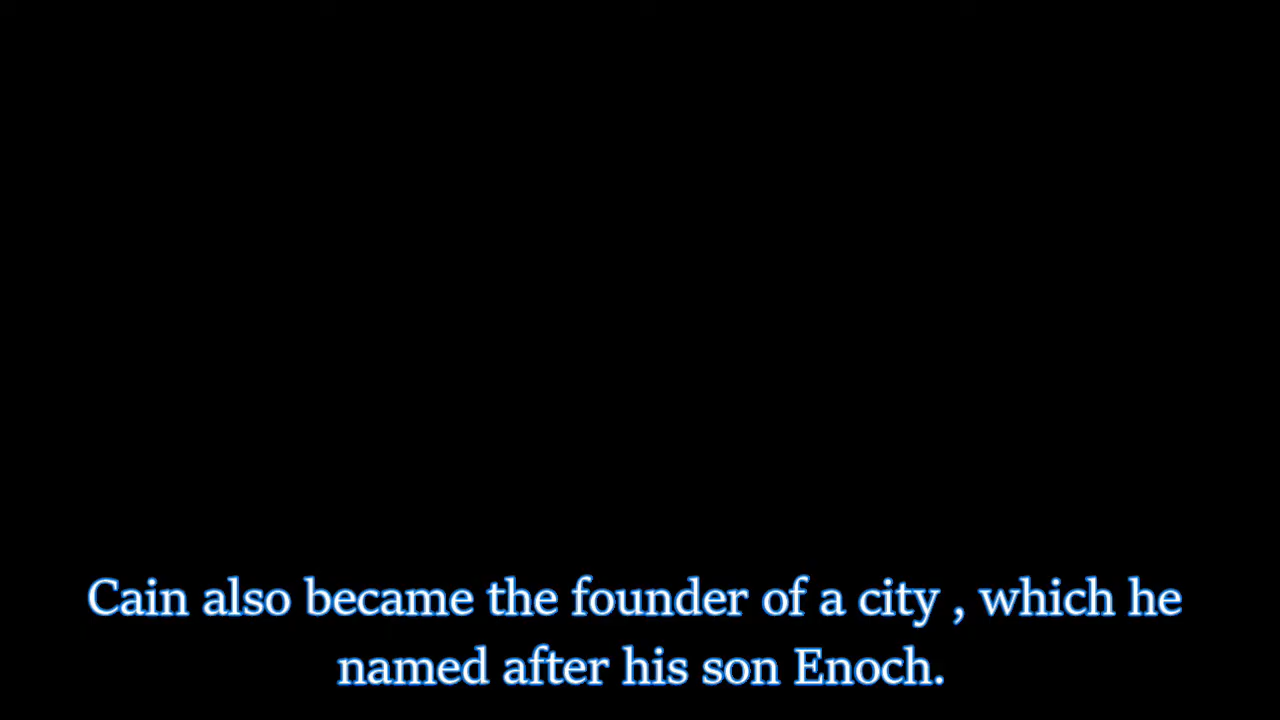 Cain also became the founder of a city , which he
named after his son Enoch.